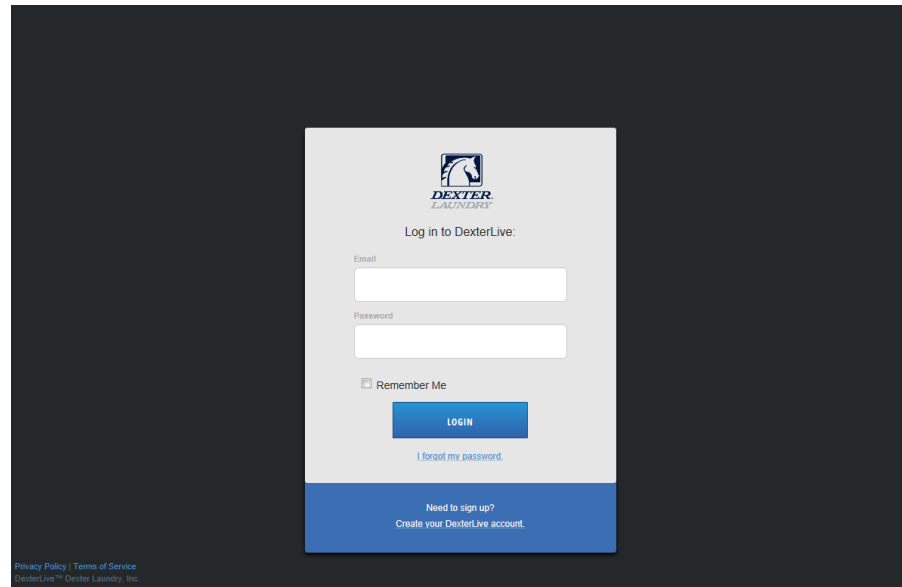 DEXTER
LAUNDRY
Log in to DexterLive:
Email
Password
Remember Me
LOGIN
I forgot my password.
Need to sign up?
Create your DexterLive account.
Privacy Policy | Terms of Service
DexterLive™ Dexter Laundry, Inc.